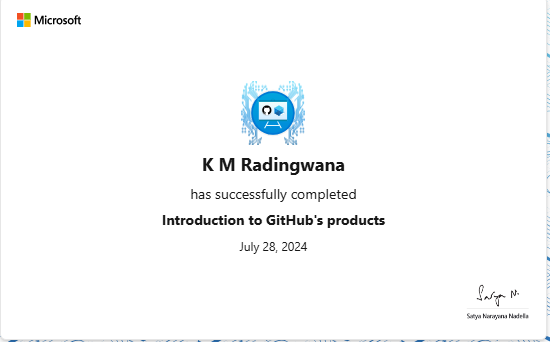 Microsoft
K M Radingwana
has successfully completed
Introduction to GitHub's products
July 28, 2024
Satya N.
Satya Narayana Nadella